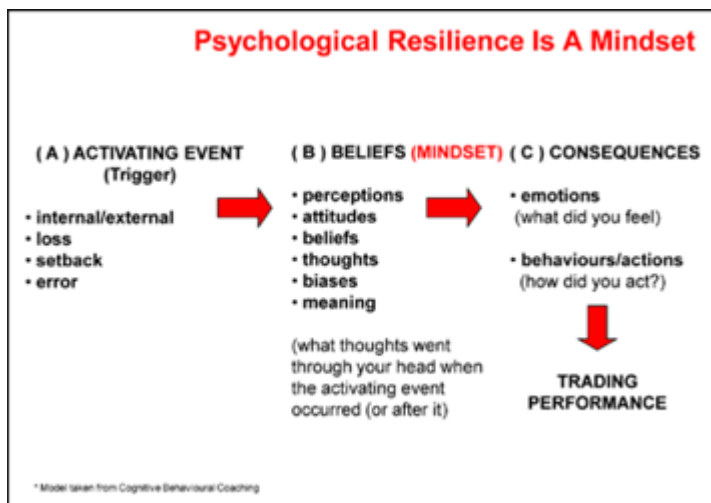 Psychological Resilience Is A Mindset
( A ) ACTIVATING EVENT
(Trigger)
• internal/external
• loss
• setback
• error
( B ) BELIEFS (MINDSET)
• perceptions
• attitudes
• beliefs
• thoughts
• biases
• meaning
(what thoughts went
through your head when
the activating event
occurred (or after it)
( C ) CONSEQUENCES
• emotions
(what did you feel)
• behaviours/actions
(how did you act?)
TRADING
PERFORMANCE
* Model taken from Cognitive Behavioural Coaching